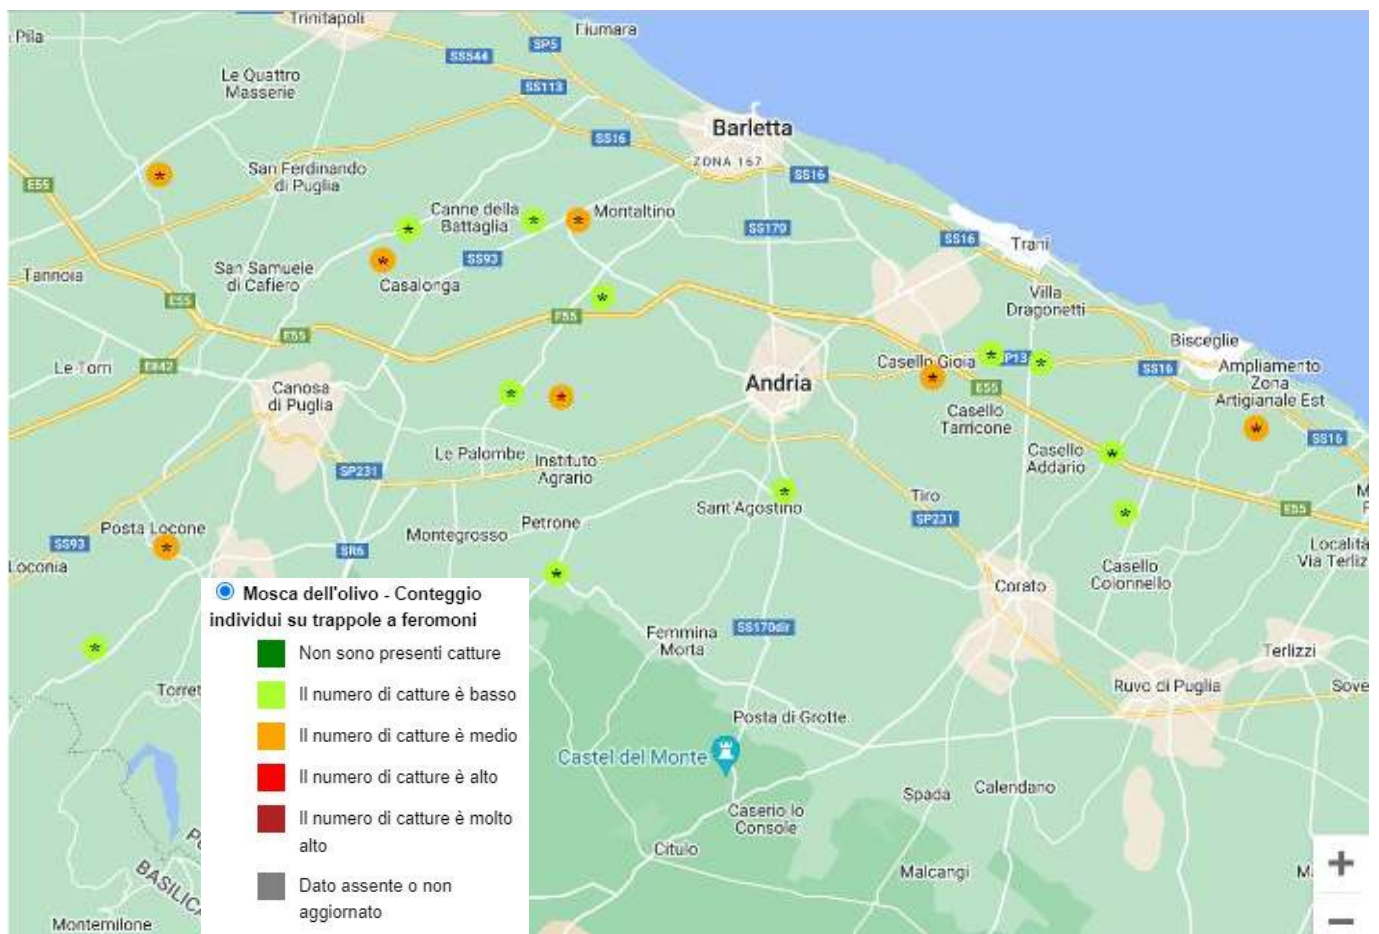 Trinitapoli
Fiumara
Pila
SP5
SS544
Le Quattro
Masserie
SS113
Barletta
SS16
ZONA 167
San Ferdinando
di Puglia
SS16
E55
Canne della
Battaglia
Montaltino
SS170
SS16
Trani
SS93
Tannoia
San Samuele
di Cafiero
Casalonga
Villa
Dragonetti
E55
E55
E55
Bisceglie
Casello Gioia
SP13
SS16
Ampliamento
Zona
Artigianale Est
Le Torri
E842
Canosa
di Puglia
Andria
E55
Casello
Tarricone
SS16
Le Palombe
Instituto
Agrario
SP231
Casello
Addario
Sant'Agostino
Tiro
SP231
E55
Posta Locone
Petrone
SS93
Montegrosso
SR6
Località
Via Terliz
Loconia
Casello
Colonnello
Corato
Mosca dell'olivo - Conteggio
individui su trappole a feromoni
Non sono presenti catture
Il numero di catture è basso
Il numero di catture è medio
Il numero di catture è alto
Il numero di catture è molto
alto
Dato assente o non
aggiornato
Femmina
Morta
SS170dir
Terlizzi
Torret
Ruvo di Puglia
Sove
Posta di Grotte
Castel del Monte
Spada
Calendano
Caserio lo
Console
Citulo
Malcangi
M
BASILIC
Montemilone
+
−